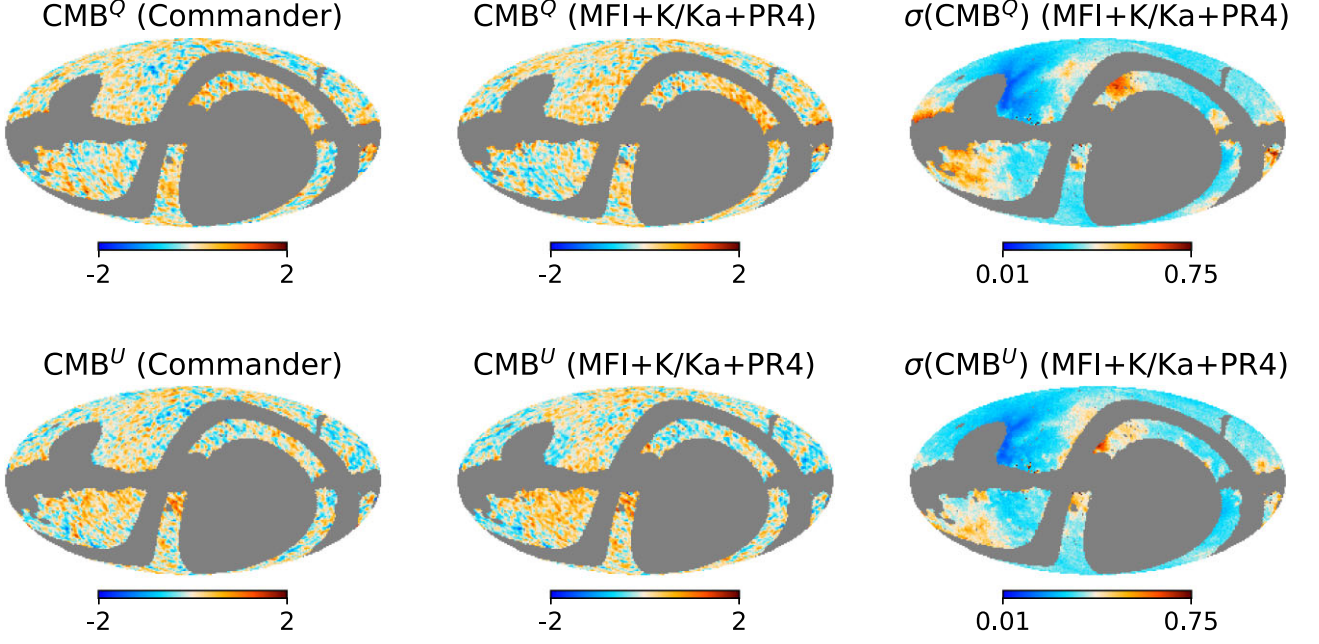 CMB^Q (Commander)
CMB^Q (MFI+K/Ka+PR4)
σ(CMB^Q) (MFI+K/Ka+PR4)
-2 2
-2 2
0.01 0.75
CMB^U (Commander)
CMB^U (MFI+K/Ka+PR4)
σ(CMB^U) (MFI+K/Ka+PR4)
-2 2
-2 2
0.01 0.75